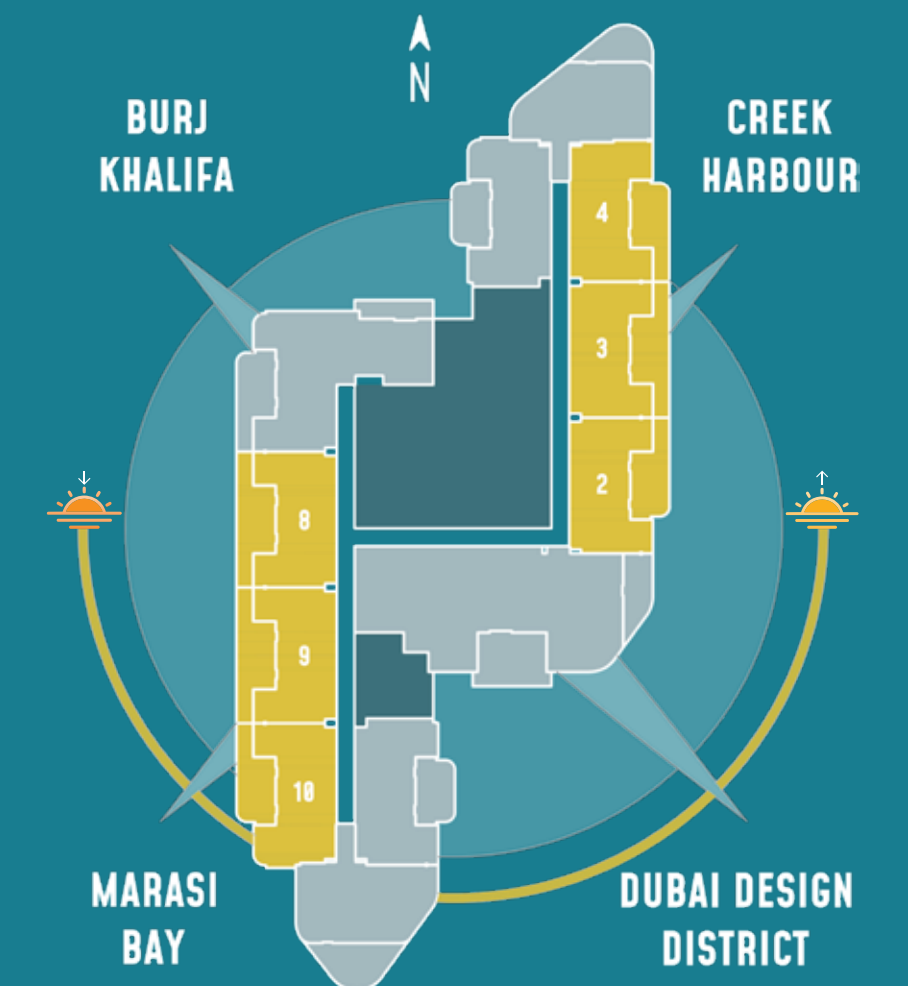 N
BURJ
KHALIFA
CREEK
HARBOUR
4
3
2
8
9
10
MARASI
BAY
DUBAI DESIGN
DISTRICT